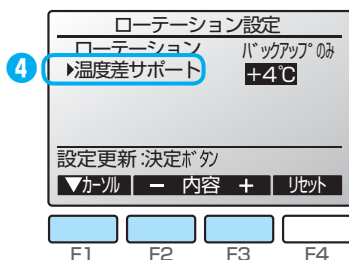 ローテーション設定
ローテーション バックアップのみ
4 ▶温度差サポート +4℃
設定更新:決定ボタン
▼カーソル － 内容 ＋ リセット
F1 F2 F3 F4